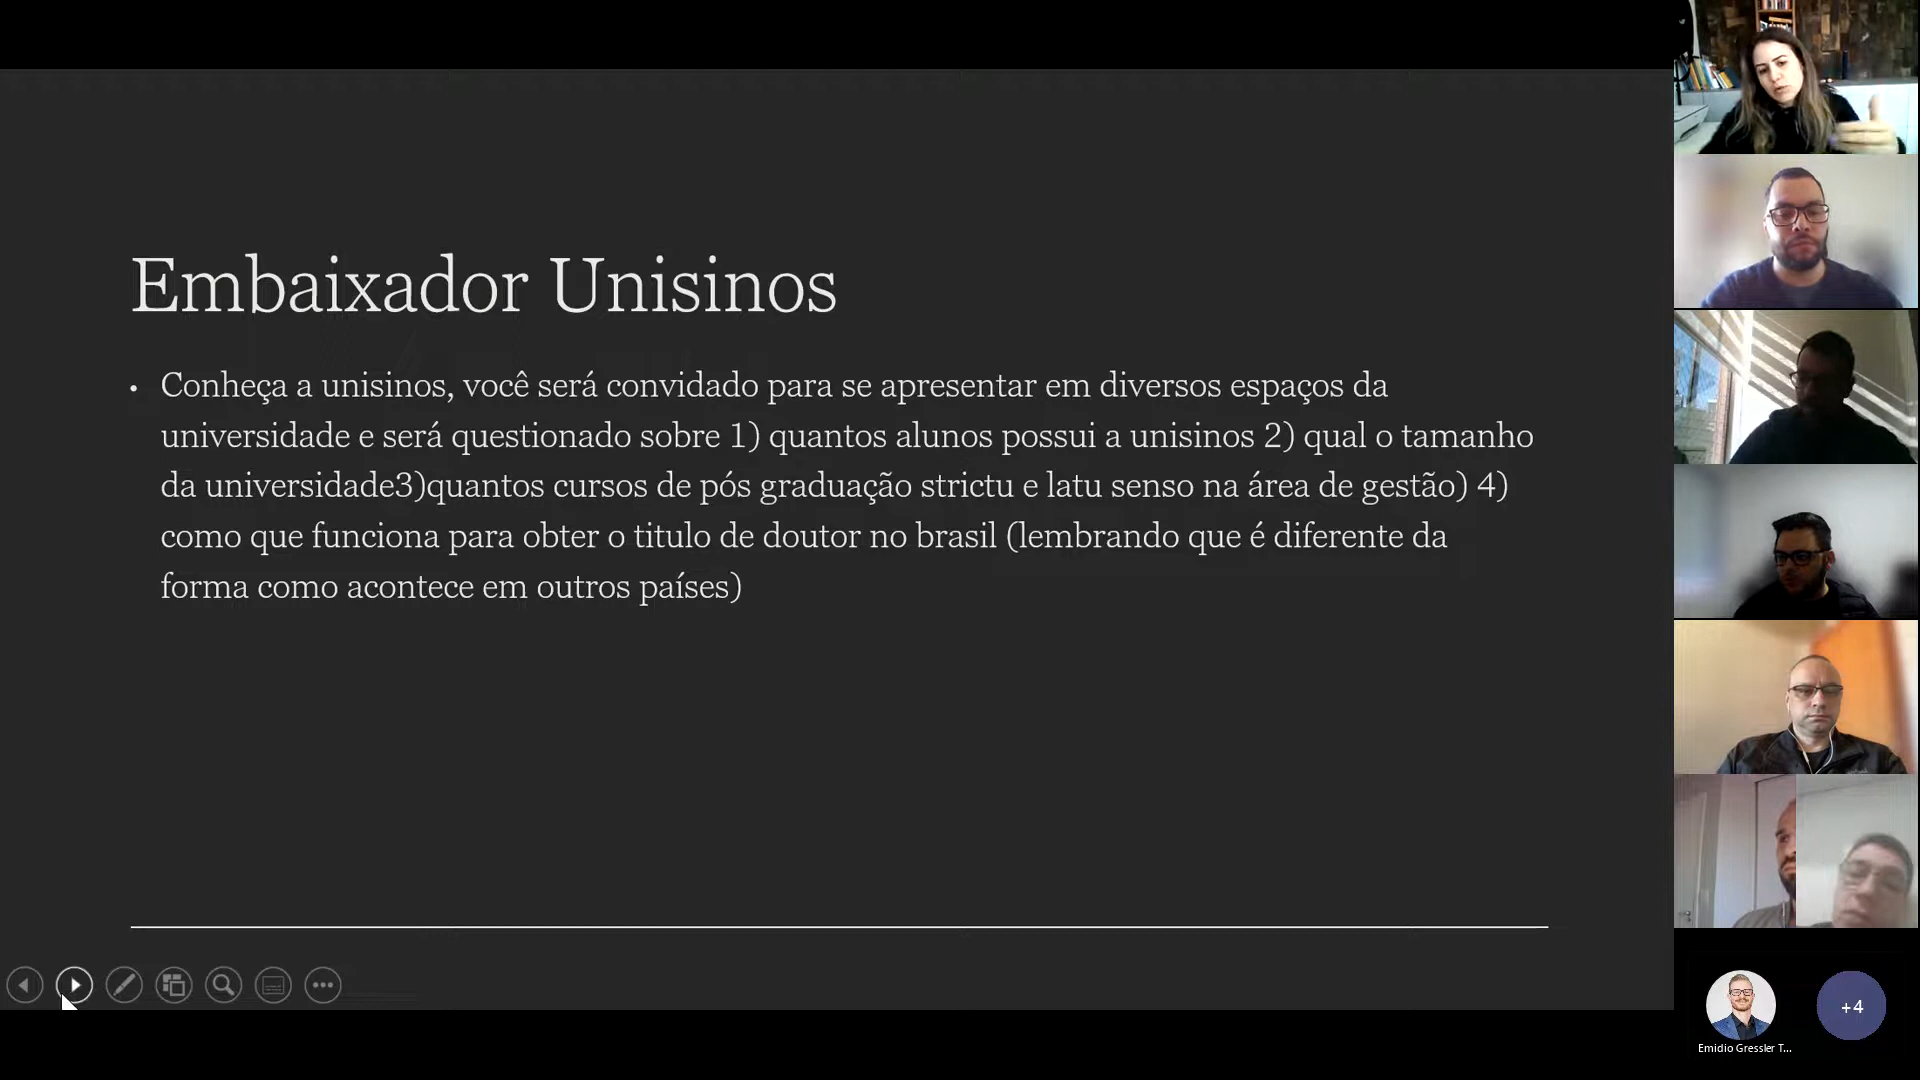 Embaixador Unisinos
• Conheça a unisinos, você será convidado para se apresentar em diversos espaços da
universidade e será questionado sobre 1) quantos alunos possui a unisinos 2) qual o tamanho
da universidade3)quantos cursos de pós graduação strictu e latu senso na área de gestão) 4)
como que funciona para obter o titulo de doutor no brasil (lembrando que é diferente da
forma como acontece em outros países)
+4
Emidio Gressler T...